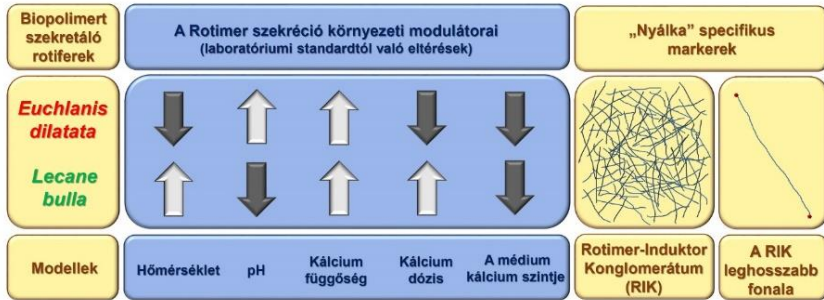 Biopolimert
szekretáló
rotiferek
A Rotimer szekréció környezeti modulátorai
(laboratóriumi standardtól való eltérések)
„Nyálka” specifikus
markerek
Euchlanis
dilatata
Lecane
bulla
Modellek
Hőmérséklet
pH
Kálcium
függőség
Kálcium
dózis
A médium
kálcium szintje
Rotimer-Induktor
Konglomerátum
(RIK)
A RIK
leghosszabb
fonala